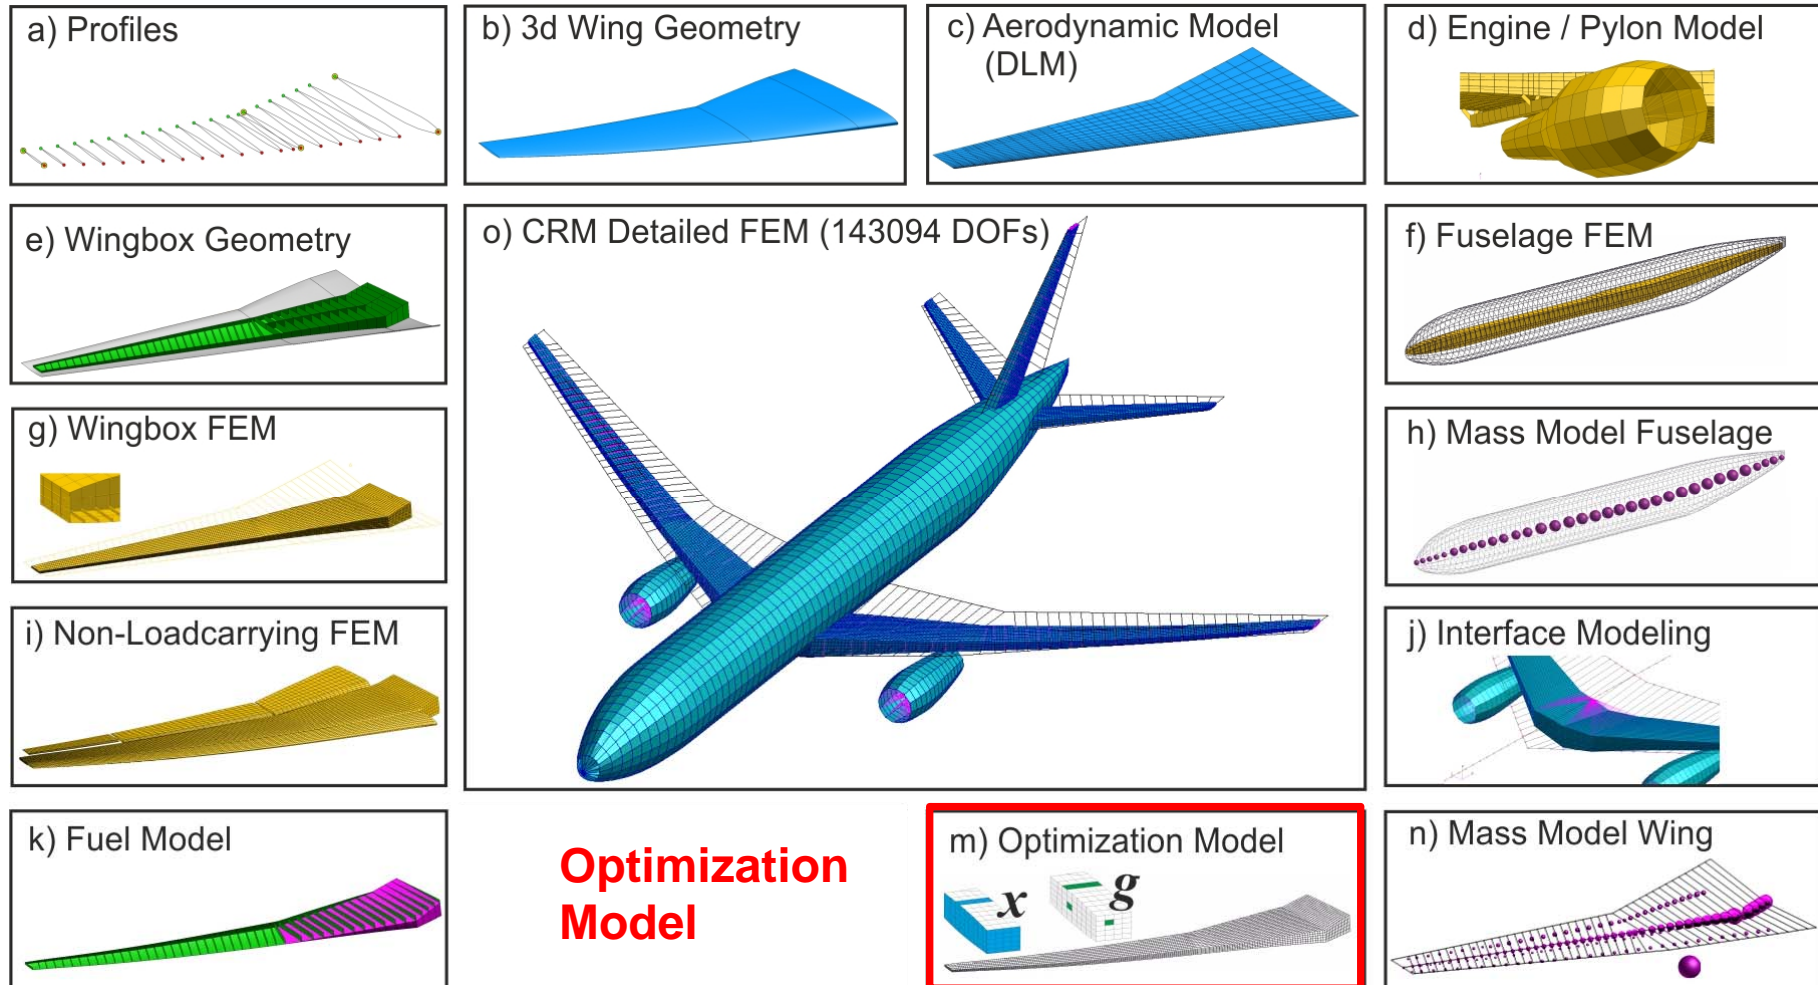 a) Profiles
b) 3d Wing Geometry
c) Aerodynamic Model
(DLM)
d) Engine / Pylon Model
e) Wingbox Geometry
o) CRM Detailed FEM (143094 DOFs)
f) Fuselage FEM
g) Wingbox FEM
h) Mass Model Fuselage
i) Non-Loadcarrying FEM
j) Interface Modeling
k) Fuel Model
Optimization
Model
m) Optimization Model
x
g
n) Mass Model Wing